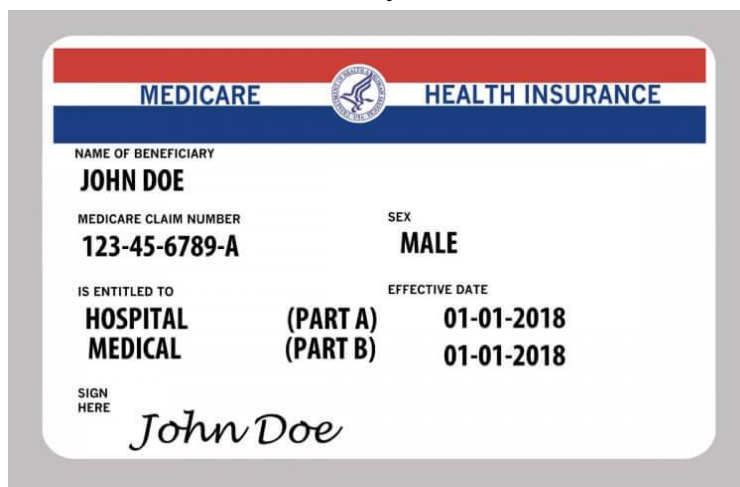 MEDICARE HEALTH INSURANCE
NAME OF BENEFICIARY
JOHN DOE
MEDICARE CLAIM NUMBER SEX
123-45-6789-A MALE
IS ENTITLED TO EFFECTIVE DATE
HOSPITAL (PART A) 01-01-2018
MEDICAL (PART B) 01-01-2018
SIGN
HERE
John Doe